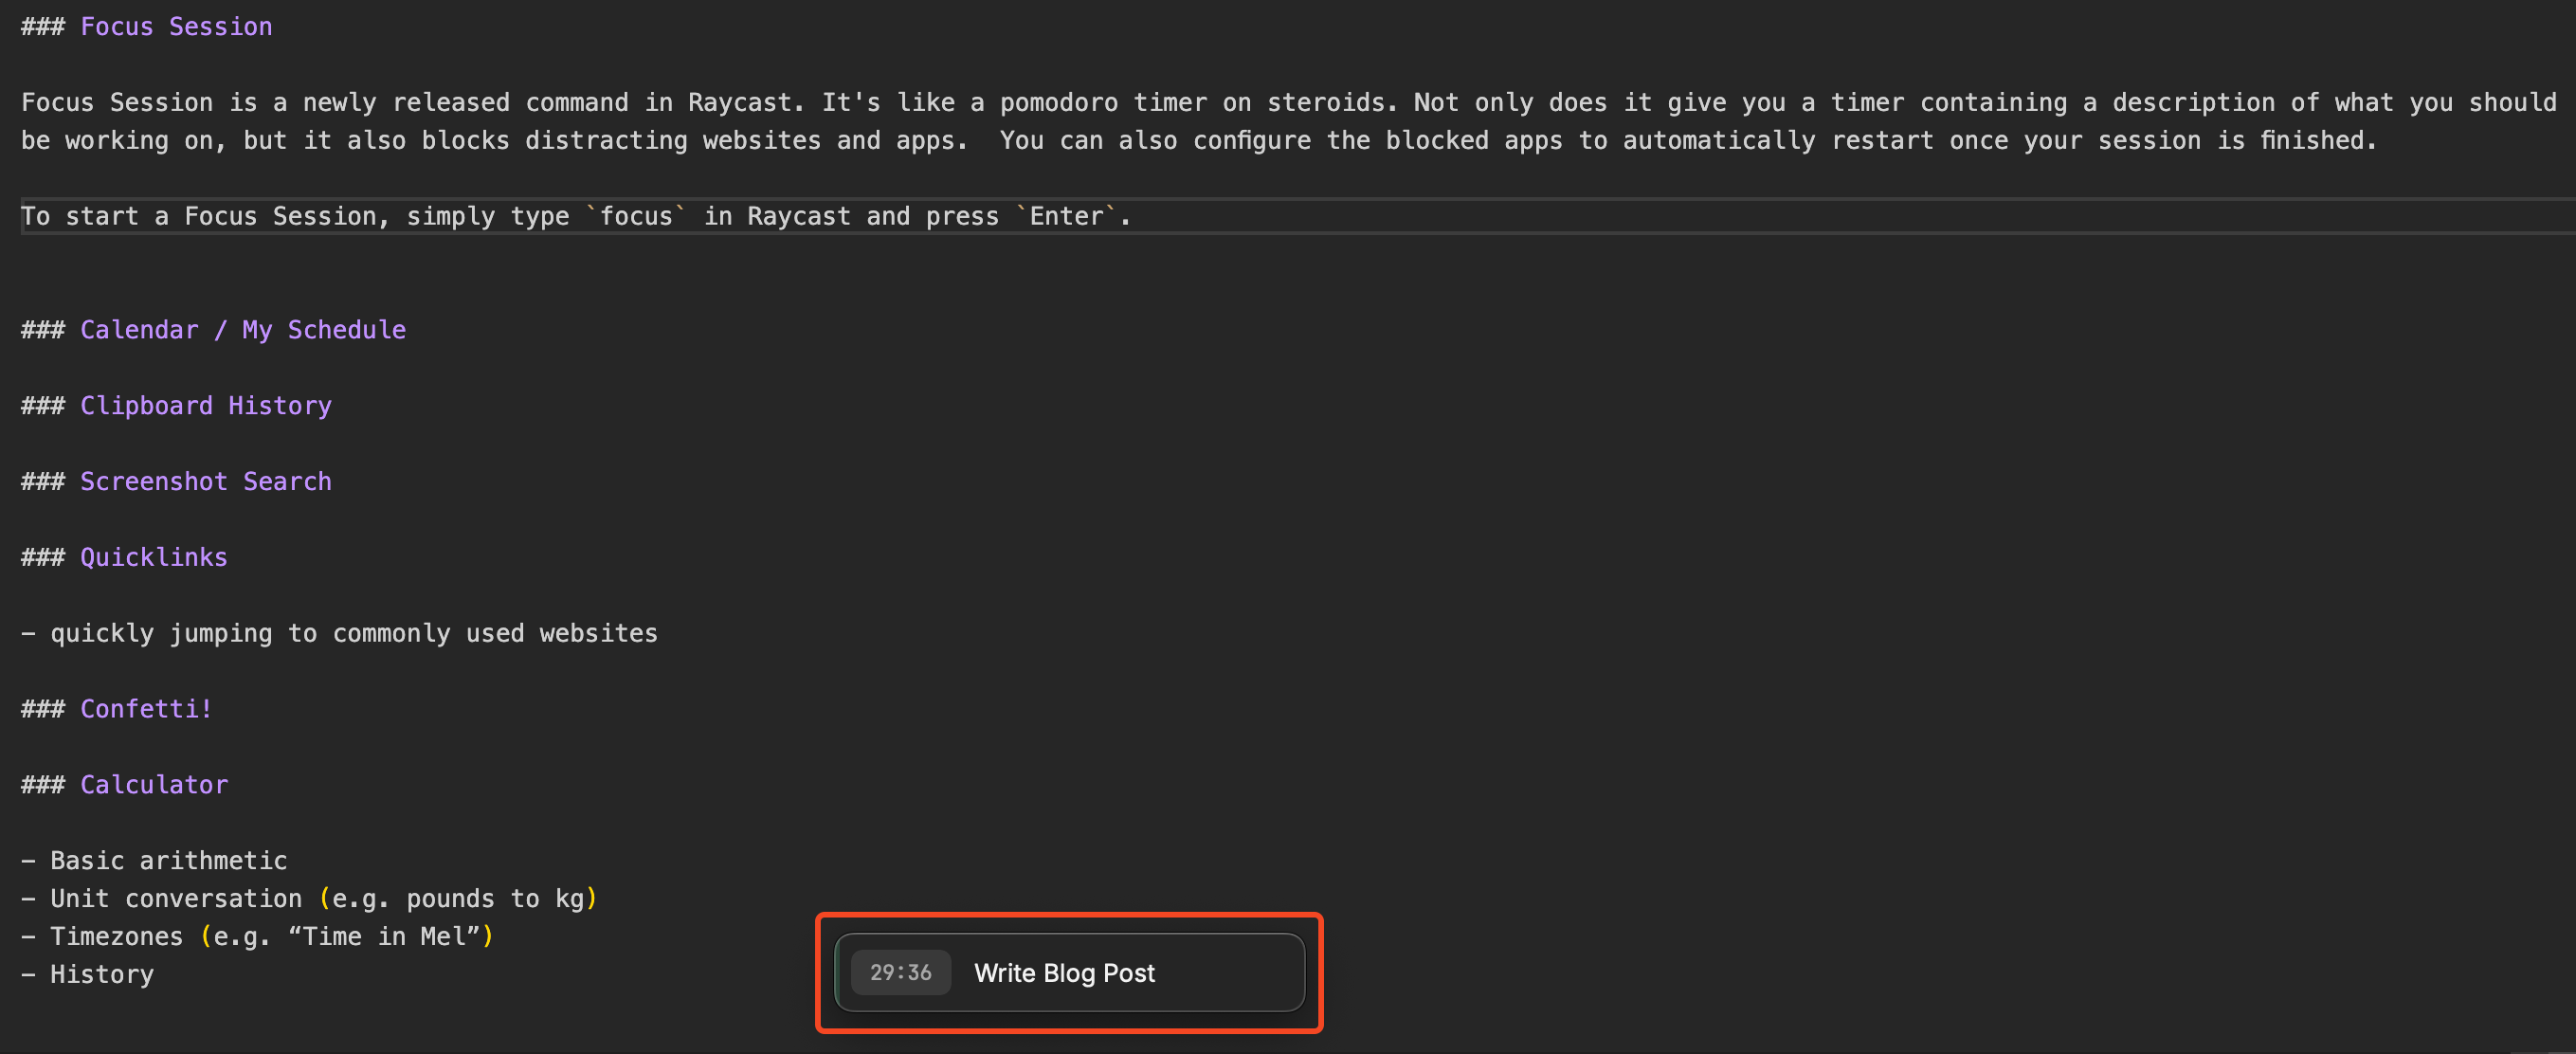 ### Focus Session
Focus Session is a newly released command in Raycast. It's like a pomodoro timer on steroids. Not only does it give you a timer containing a description of what you should
be working on, but it also blocks distracting websites and apps.  You can also configure the blocked apps to automatically restart once your session is finished.
To start a Focus Session, simply type `focus` in Raycast and press `Enter`.
### Calendar / My Schedule
### Clipboard History
### Screenshot Search
### Quicklinks
- quickly jumping to commonly used websites
### Confetti!
### Calculator
- Basic arithmetic
- Unit conversation (e.g. pounds to kg)
- Timezones (e.g. “Time in Mel”)
- History
29:36 Write Blog Post